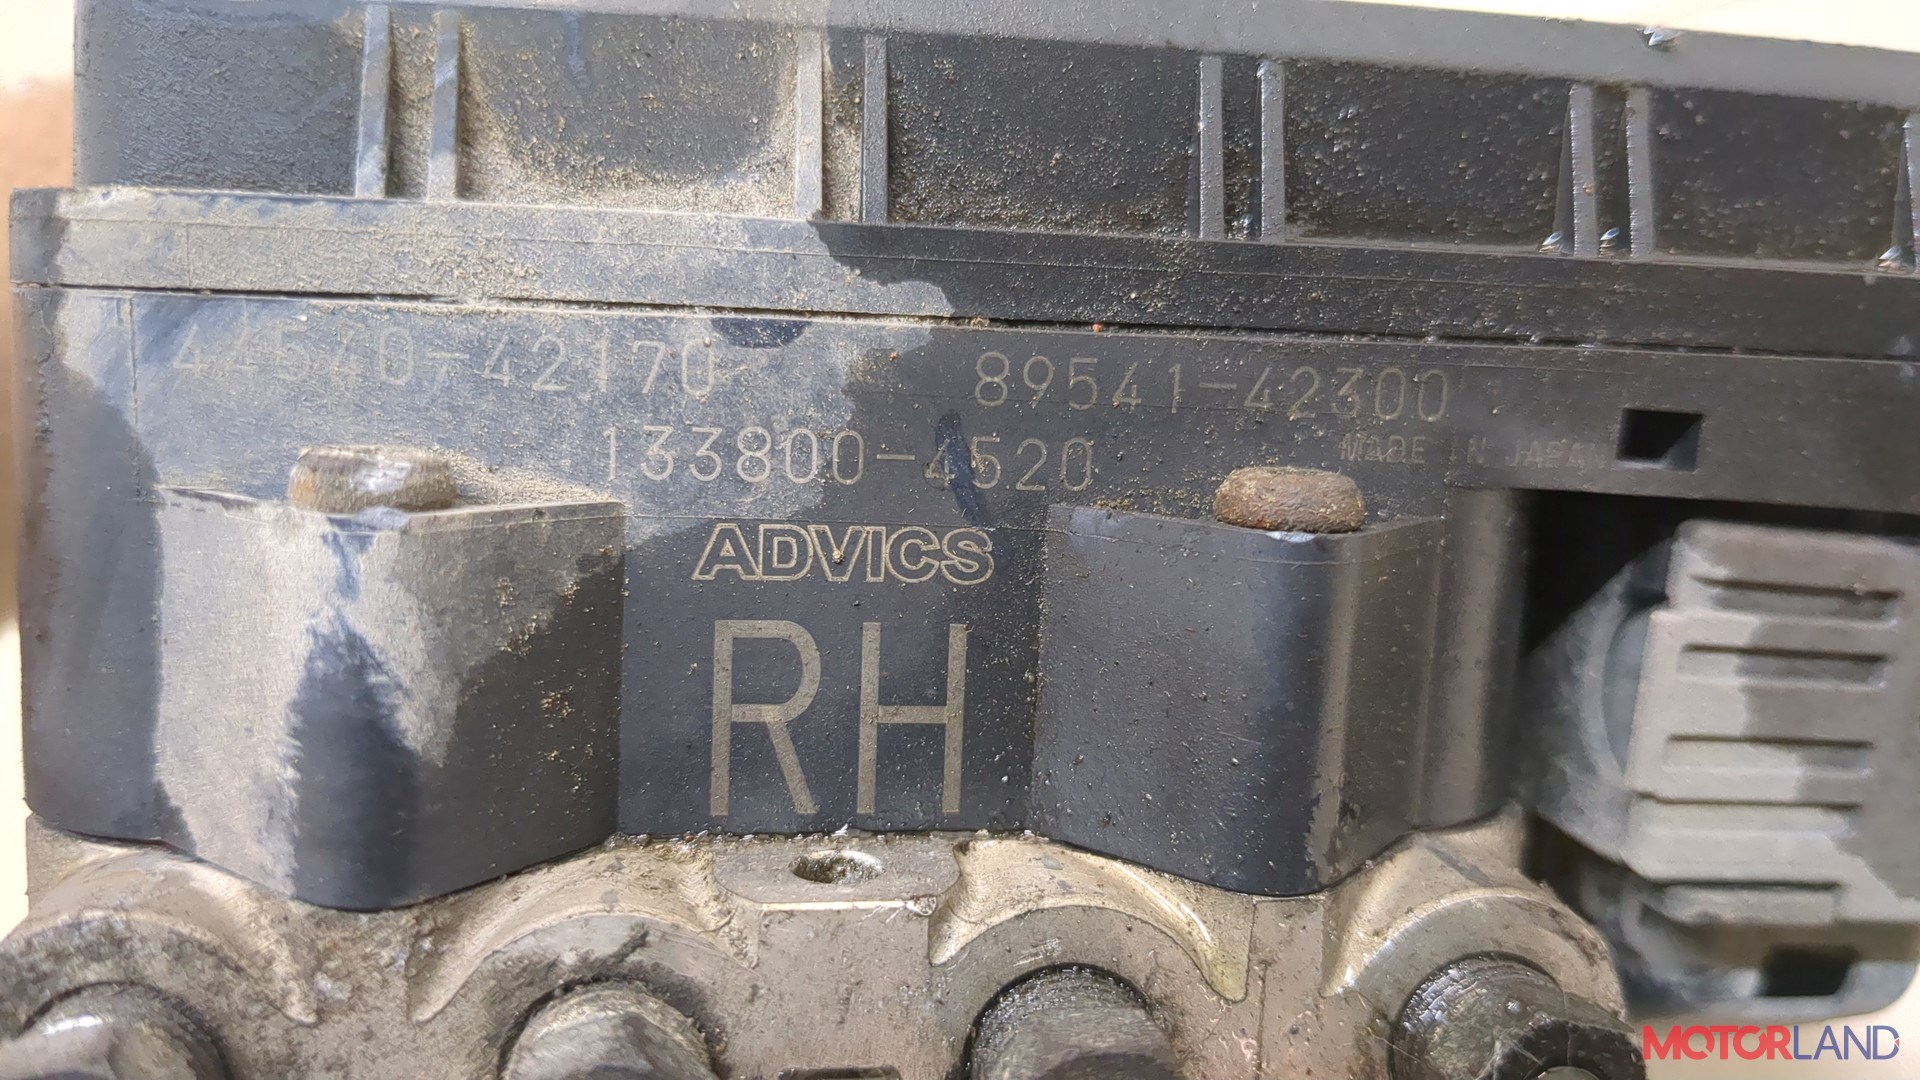 44540-42170 89541-42300
133800-4520 MADE IN JAPAN
ADVICS
RH
MOTORLAND